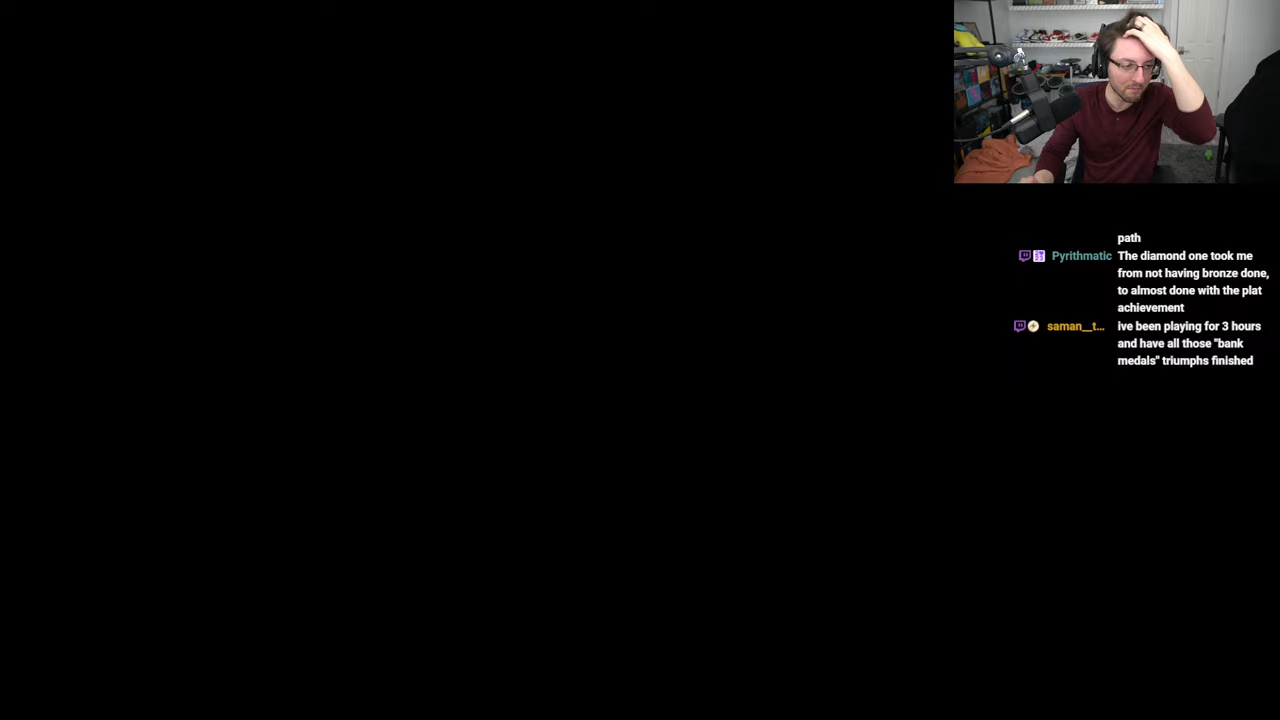 path
Pyrithmatic The diamond one took me
from not having bronze done,
to almost done with the plat
achievement
saman__t... ive been playing for 3 hours
and have all those "bank
medals" triumphs finished